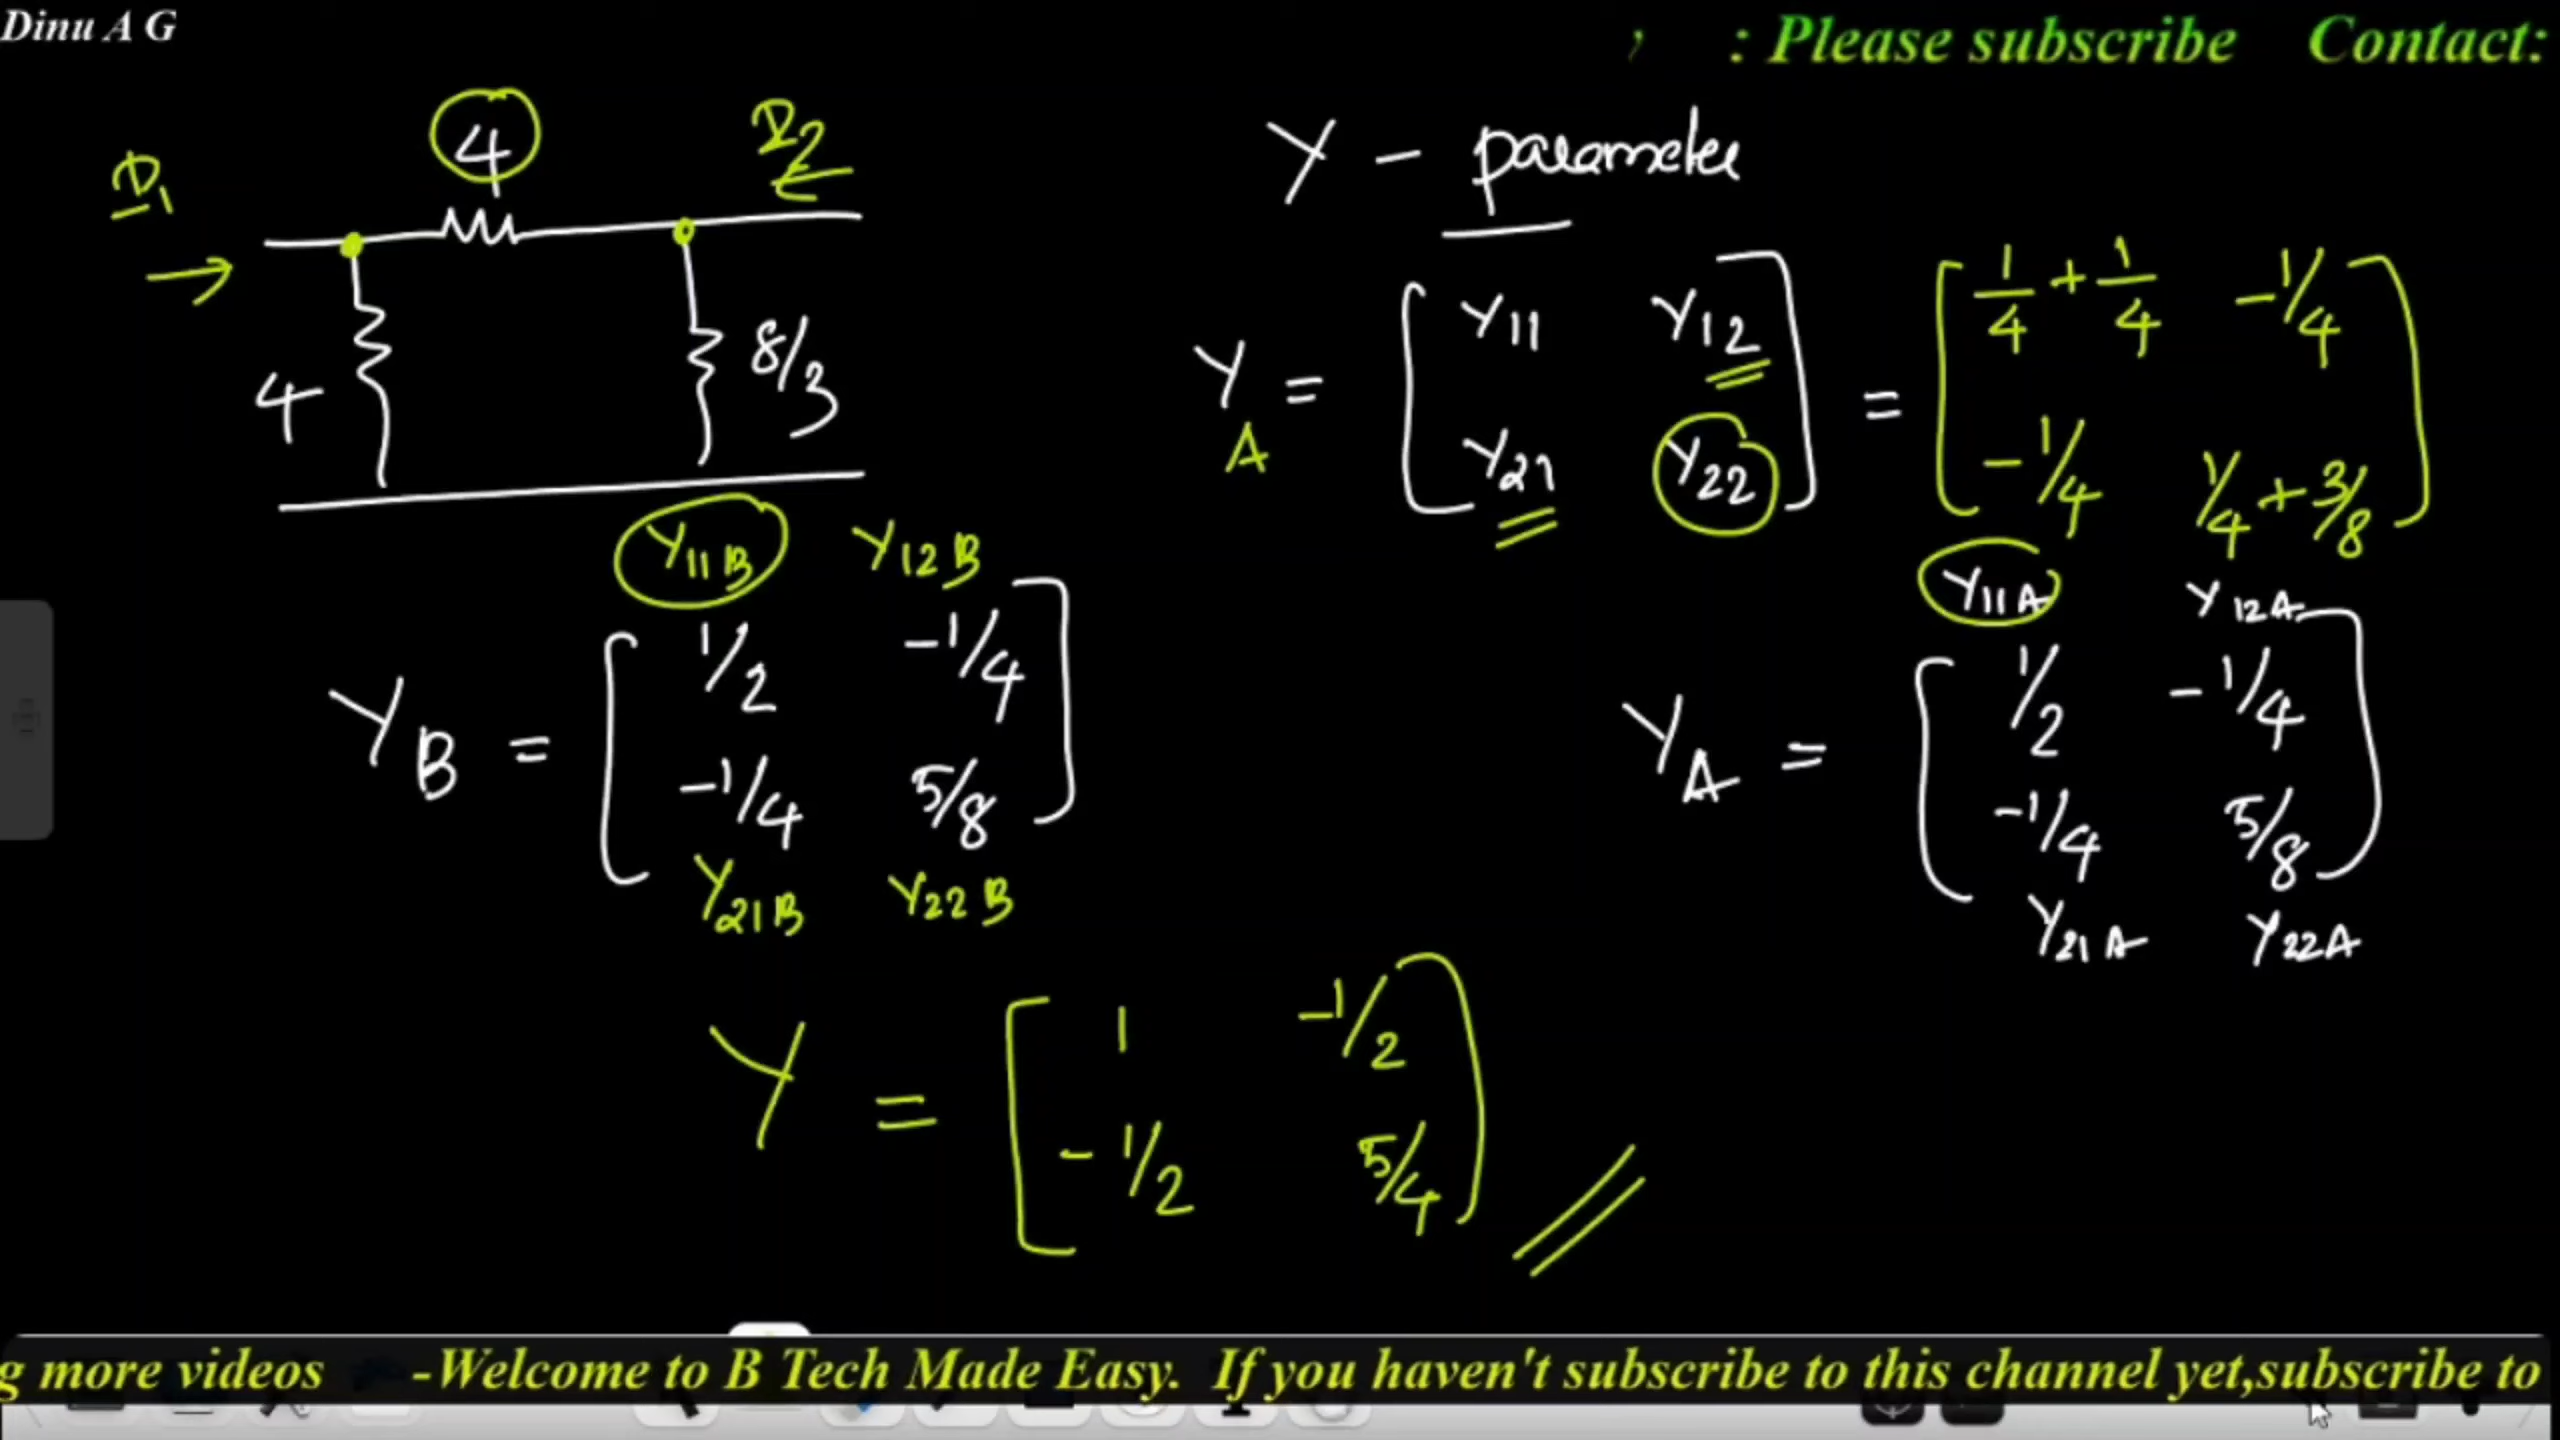 Dinu A G
: Please subscribe Contact:
4
D1
D2
4
8/3
Y - parameter
Y A = [ Y11 Y12 ] = [ 1/4 + 1/4 -1/4 ]
[ Y21 Y22 ] [ -1/4 1/4 + 3/8 ]
Y11B Y12B
YB = [ 1/2 -1/4 ]
[ -1/4 5/8 ]
Y21B Y22B
Y11A Y12A
YA = [ 1/2 -1/4 ]
[ -1/4 5/8 ]
Y21A Y22A
Y = [ 1 -1/2 ]
[ -1/2 5/4 ]
g more videos -Welcome to B Tech Made Easy. If you haven't subscribe to this channel yet,subscribe to